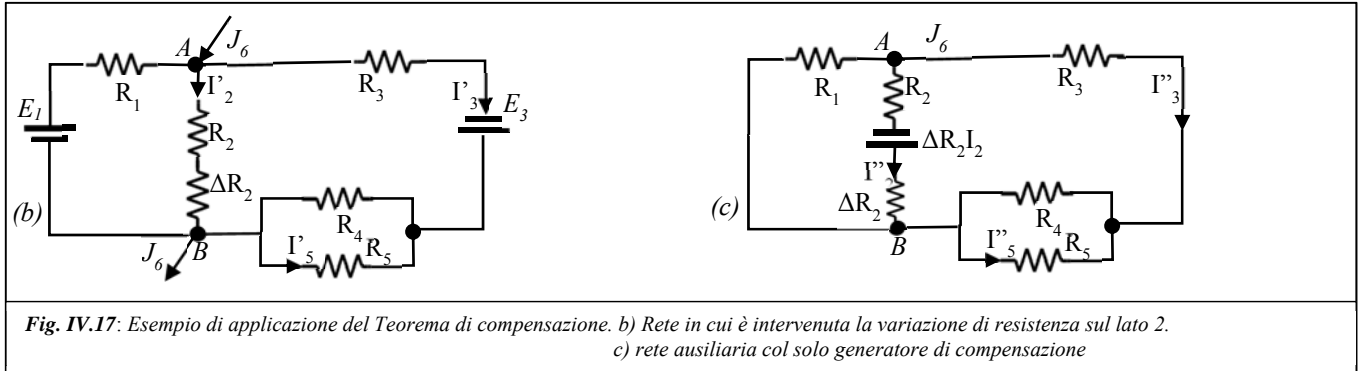 A J₆
R₁ I'₂ R₃ I'₃ E₃
E₁
R₂
ΔR₂
(b)
R₄
J₆ B I'₅ R₅
A J₆
R₁ R₂ R₃ I"₃
ΔR₂I₂
I"
ΔR₂
(c)
R₄
B I"₅ R₅
Fig. IV.17: Esempio di applicazione del Teorema di compensazione. b) Rete in cui è intervenuta la variazione di resistenza sul lato 2.
c) rete ausiliaria col solo generatore di compensazione